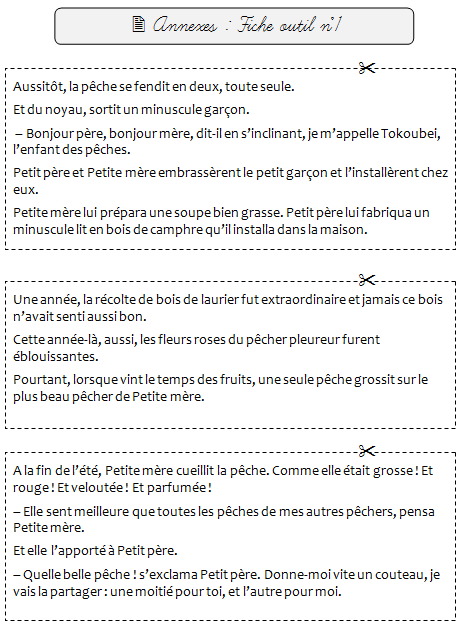 Annexes : Fiche outil n°1
Aussitôt, la pêche se fendit en deux, toute seule.
Et du noyau, sortit un minuscule garçon.
– Bonjour père, bonjour mère, dit-il en s'inclinant, je m'appelle Tokoubei,
l'enfant des pêches.
Petit père et Petite mère embrassèrent le petit garçon et l'installèrent chez
eux.
Petite mère lui prépara une soupe bien grasse. Petit père lui fabriqua un
minuscule lit en bois de camphre qu'il installa dans la maison.
Une année, la récolte de bois de laurier fut extraordinaire et jamais ce bois
n'avait senti aussi bon.
Cette année-là, aussi, les fleurs roses du pêcher pleureur furent
éblouissantes.
Pourtant, lorsque vint le temps des fruits, une seule pêche grossit sur le
plus beau pêcher de Petite mère.
A la fin de l'été, Petite mère cueillit la pêche. Comme elle était grosse ! Et
rouge ! Et veloutée ! Et parfumée !
– Elle sent meilleure que toutes les pêches de mes autres pêchers, pensa
Petite mère.
Et elle l'apporté à Petit père.
– Quelle belle pêche ! s'exclama Petit père. Donne-moi vite un couteau, je
vais la partager : une moitié pour toi, et l'autre pour moi.